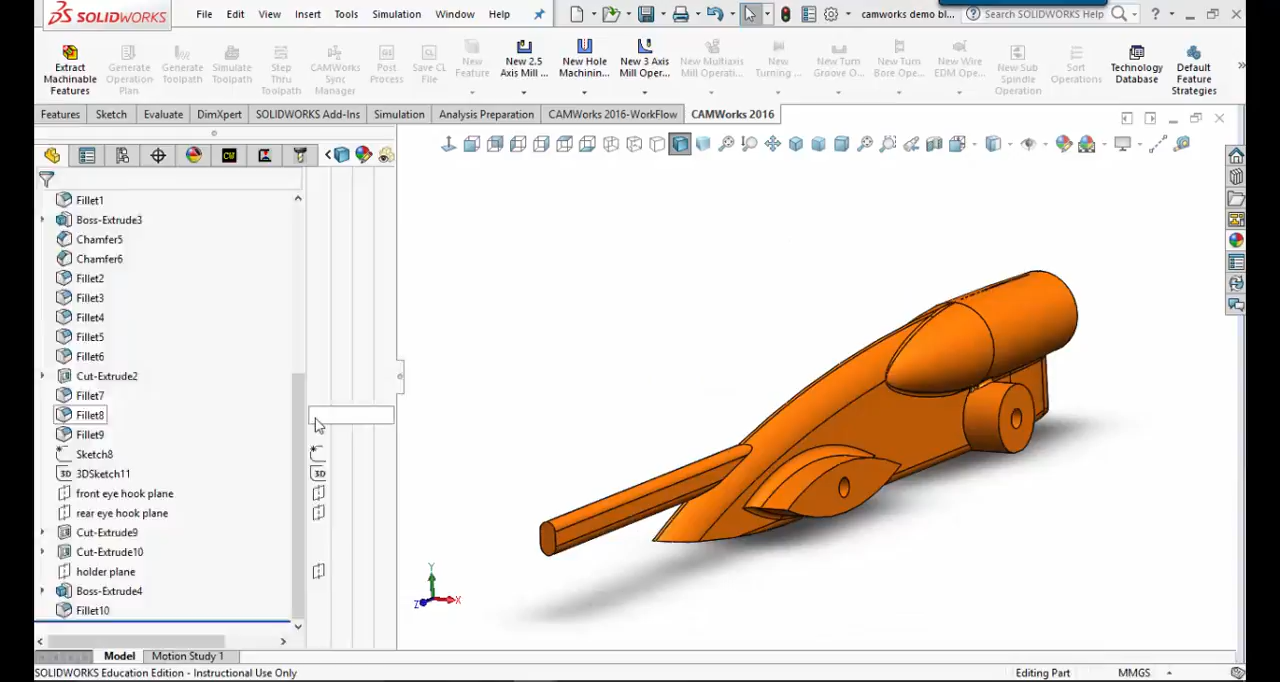 SOLIDWORKS File Edit View Insert Tools Simulation Window Help camworks demo bl... Search SOLIDWORKS Help ?
Extract Machinable Features
Generate Operation Plan
Generate Toolpath
Simulate Toolpath
Step Thru Toolpath
CAMWorks Sync Manager
Post Process
Save CL File
New Feature
New 2.5 Axis Mill ...
New Hole Machinin...
New 3 Axis Mill Oper...
New Multiaxis Mill Operati...
New Turning ...
New Turn Groove O...
New Turn Bore Ope...
New Wire EDM Ope...
New Sub Spindle Operation
Sort Operations
Technology Database
Default Feature Strategies
Features Sketch Evaluate DimXpert SOLIDWORKS Add-Ins Simulation Analysis Preparation CAMWorks 2016-WorkFlow CAMWorks 2016
CW
Fillet1
Boss-Extrude3
Chamfer5
Chamfer6
Fillet2
Fillet3
Fillet4
Fillet5
Fillet6
Cut-Extrude2
Fillet7
Fillet8
Fillet9
Sketch8
3D 3DSketch11 3D
front eye hook plane
rear eye hook plane
Cut-Extrude9
Cut-Extrude10
holder plane
Boss-Extrude4
Fillet10
Y
Z X
Model Motion Study 1
SOLIDWORKS Education Edition - Instructional Use Only Editing Part MMGS